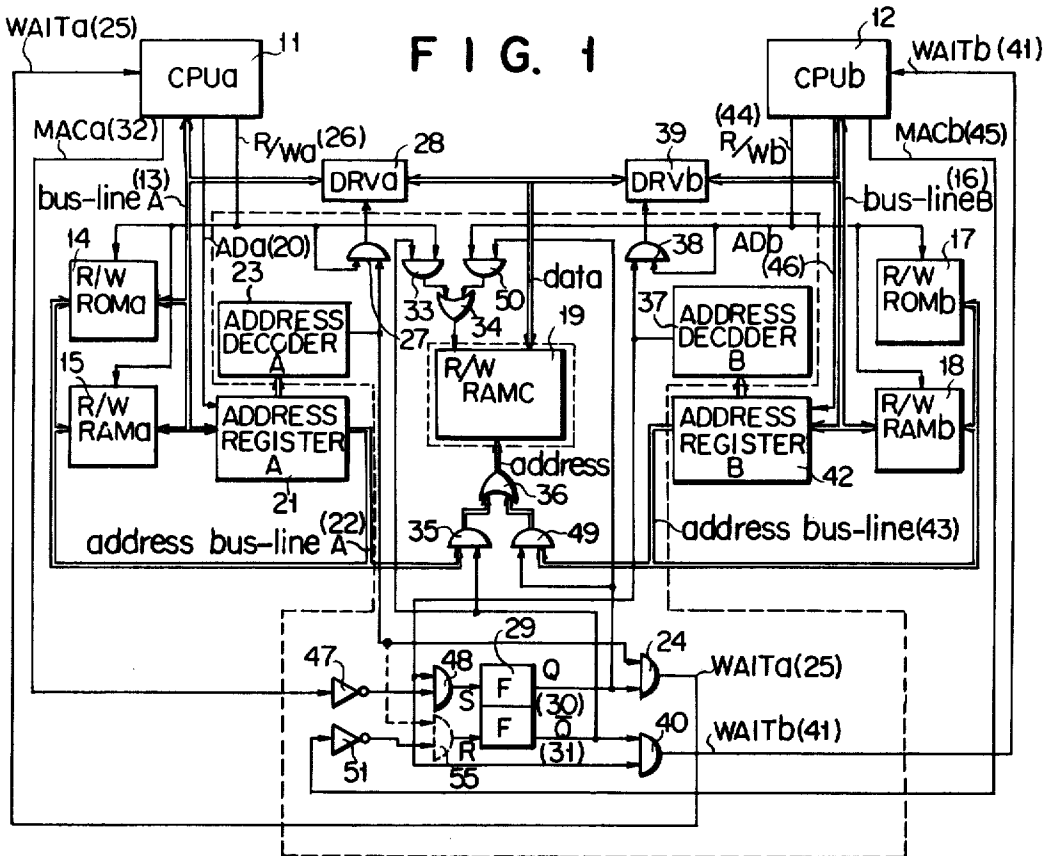 WAITa(25)
11
CPUa
FIG. 1
12
CPUb
WAITb(41)
MACa(32)
R/Wa(26)
28
DRVa
39
DRVb
(44)
R/Wb
MACb(45)
bus-line(13)
A
bus-line(16)
B
14
R/W
ROMa
ADa(20)
23
ADDRESS
DECCDER
A
27
33
34
50
data
38
ADb
(46)
37
ADDRESS
DECDDER
B
17
R/W
ROMb
15
R/W
RAMa
ADDRESS
REGISTER
A
21
19
R/W
RAMC
address
36
ADDRESS
REGISTER
B
42
18
R/W
RAMb
35
49
address bus-line(22)
A
address bus-line(43)
47
48
S
29
F
F
Q
(30)
Q̄
(31)
24
WAITa(25)
51
R
55
40
WAITb(41)